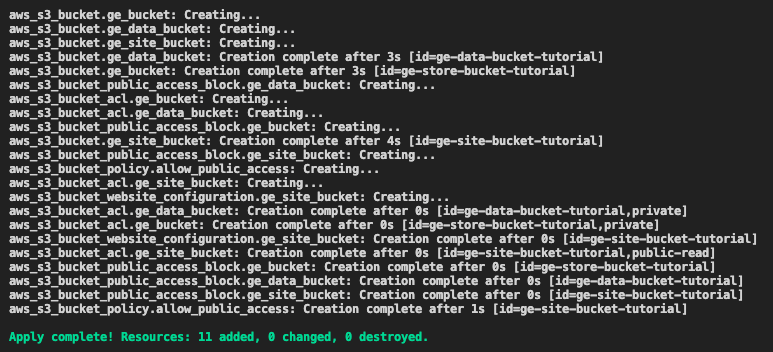 aws_s3_bucket.ge_bucket: Creating...
aws_s3_bucket.ge_data_bucket: Creating...
aws_s3_bucket.ge_site_bucket: Creating...
aws_s3_bucket.ge_data_bucket: Creation complete after 3s [id=ge-data-bucket-tutorial]
aws_s3_bucket.ge_bucket: Creation complete after 3s [id=ge-store-bucket-tutorial]
aws_s3_bucket_public_access_block.ge_data_bucket: Creating...
aws_s3_bucket_acl.ge_bucket: Creating...
aws_s3_bucket_acl.ge_data_bucket: Creating...
aws_s3_bucket_public_access_block.ge_bucket: Creating...
aws_s3_bucket.ge_site_bucket: Creation complete after 4s [id=ge-site-bucket-tutorial]
aws_s3_bucket_public_access_block.ge_site_bucket: Creating...
aws_s3_bucket_policy.allow_public_access: Creating...
aws_s3_bucket_acl.ge_site_bucket: Creating...
aws_s3_bucket_website_configuration.ge_site_bucket: Creating...
aws_s3_bucket_acl.ge_data_bucket: Creation complete after 0s [id=ge-data-bucket-tutorial,private]
aws_s3_bucket_acl.ge_bucket: Creation complete after 0s [id=ge-store-bucket-tutorial,private]
aws_s3_bucket_website_configuration.ge_site_bucket: Creation complete after 0s [id=ge-site-bucket-tutorial]
aws_s3_bucket_acl.ge_site_bucket: Creation complete after 0s [id=ge-site-bucket-tutorial,public-read]
aws_s3_bucket_public_access_block.ge_bucket: Creation complete after 0s [id=ge-store-bucket-tutorial]
aws_s3_bucket_public_access_block.ge_data_bucket: Creation complete after 0s [id=ge-data-bucket-tutorial]
aws_s3_bucket_public_access_block.ge_site_bucket: Creation complete after 0s [id=ge-site-bucket-tutorial]
aws_s3_bucket_policy.allow_public_access: Creation complete after 1s [id=ge-site-bucket-tutorial]
Apply complete! Resources: 11 added, 0 changed, 0 destroyed.